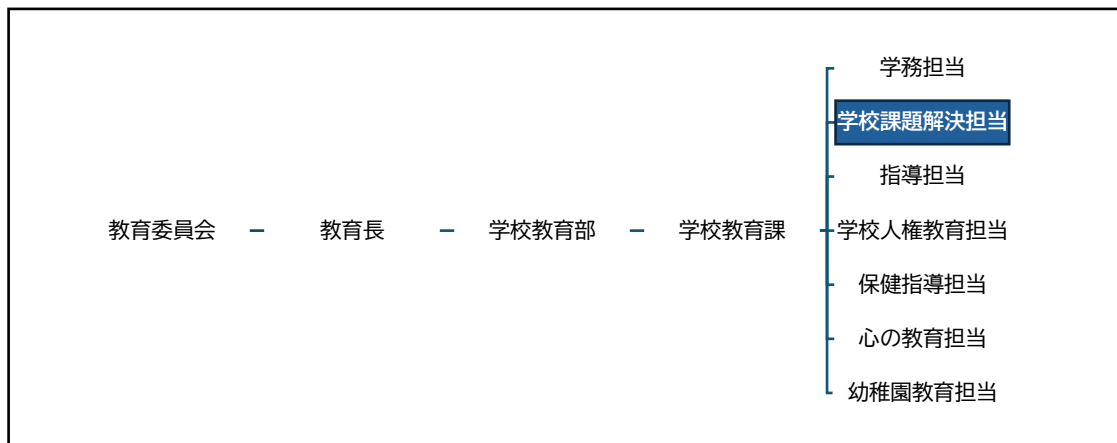 学務担当
学校課題解決担当
指導担当
教育委員会 － 教育長 － 学校教育部 － 学校教育課 学校人権教育担当
保健指導担当
心の教育担当
幼稚園教育担当